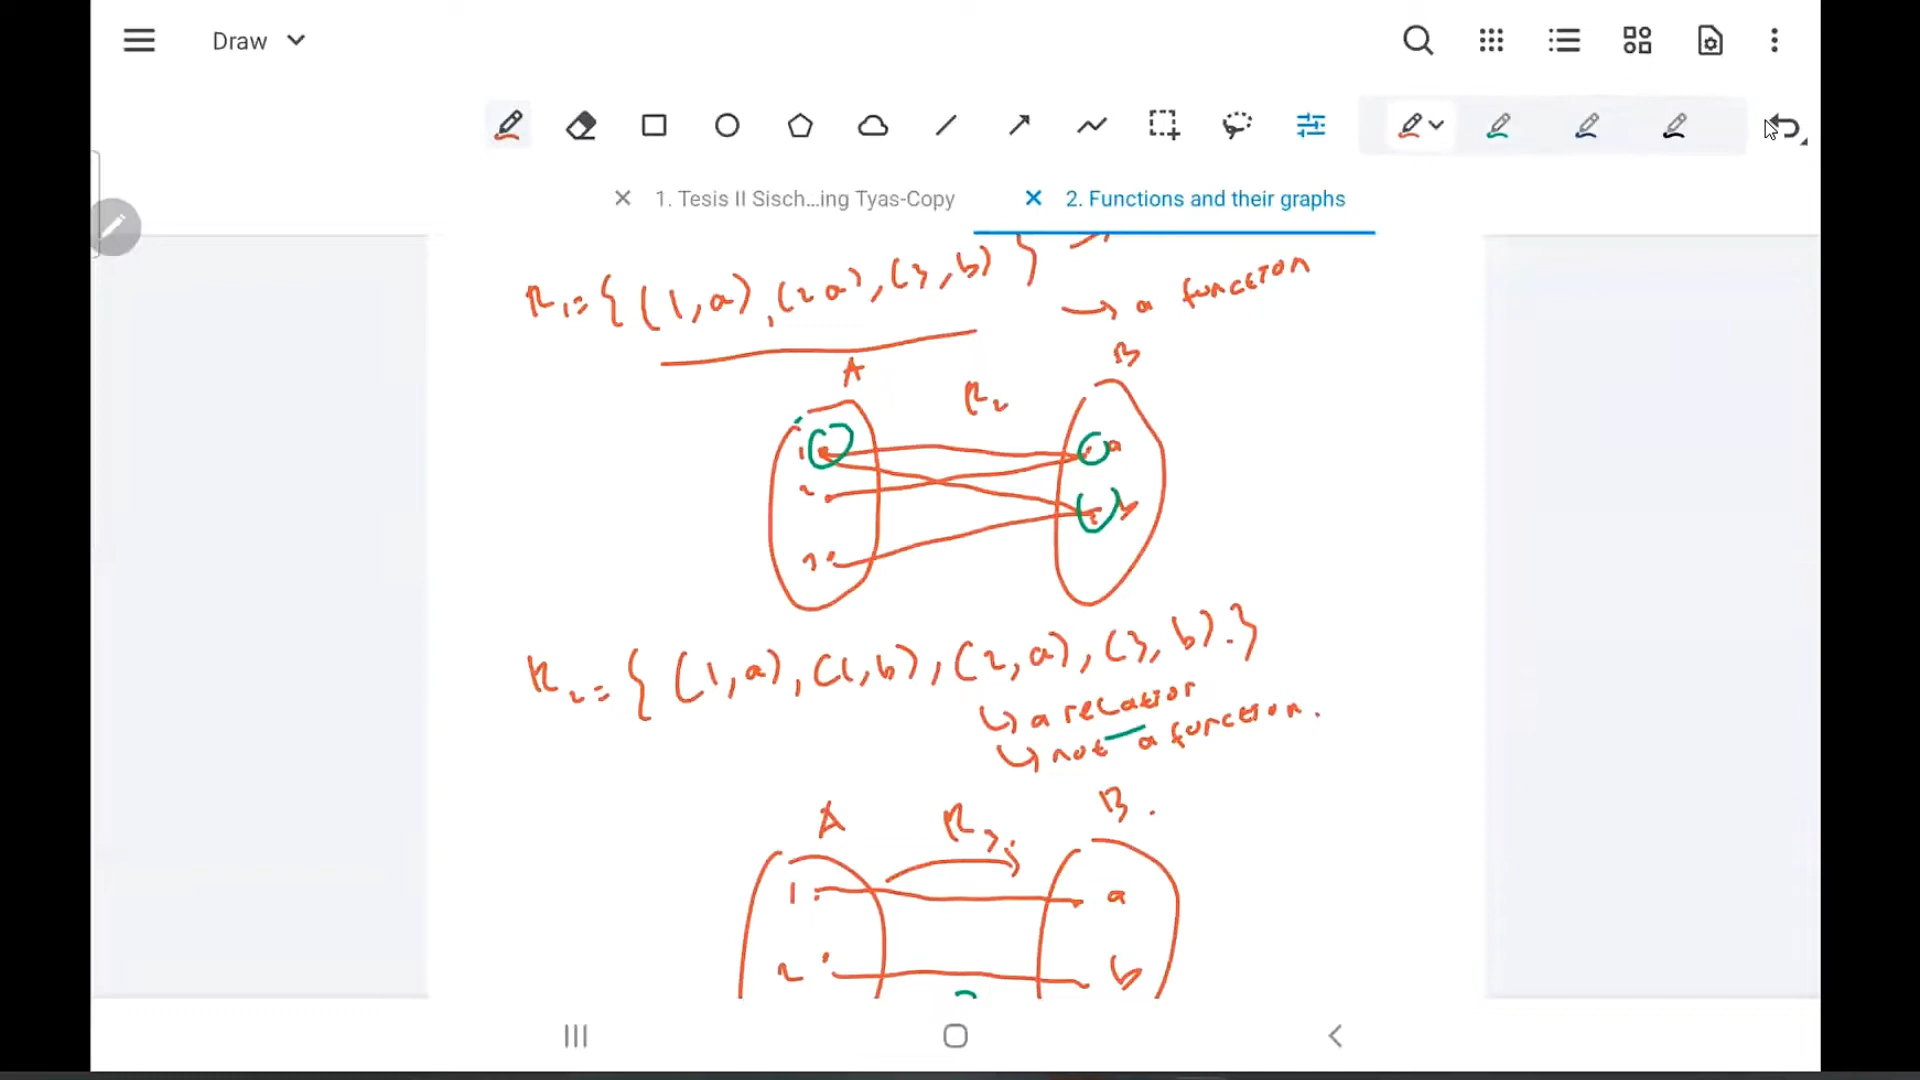 Draw
1. Tesis II Sisch...ing Tyas-Copy
2. Functions and their graphs
R₁={(1,a),(2a),(3,b)}
→ a function
A R₂ B
1 a
2 b
3
R₂={(1,a),(1,b),(2,a),(3,b).}
↳ a relation
↳ not a function.
A R₃ B.
1 a
2 b